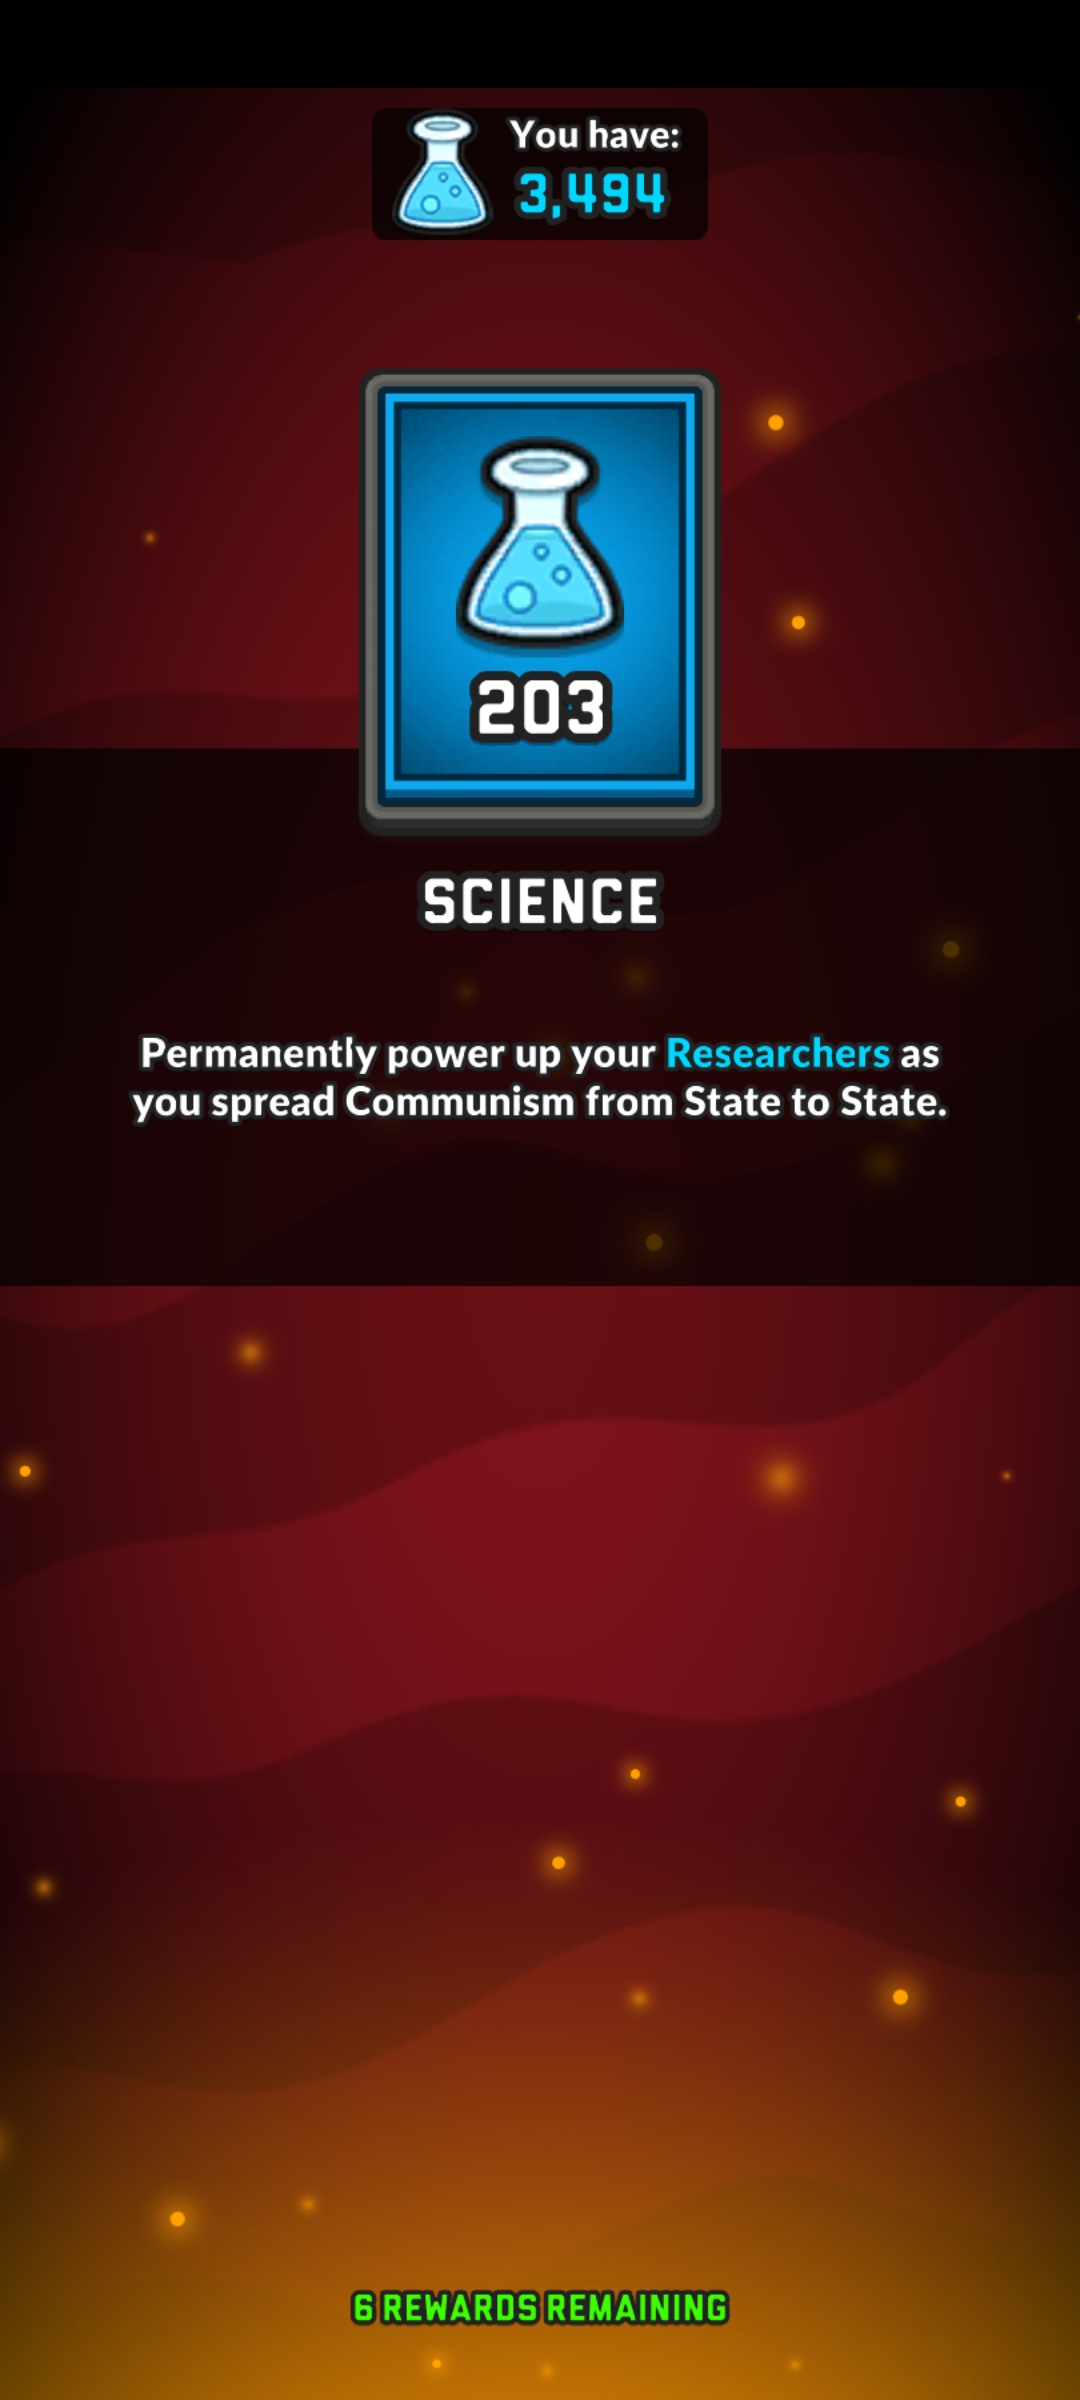 You have:
3,494
203
SCIENCE
Permanently power up your Researchers as
you spread Communism from State to State.
6 REWARDS REMAINING